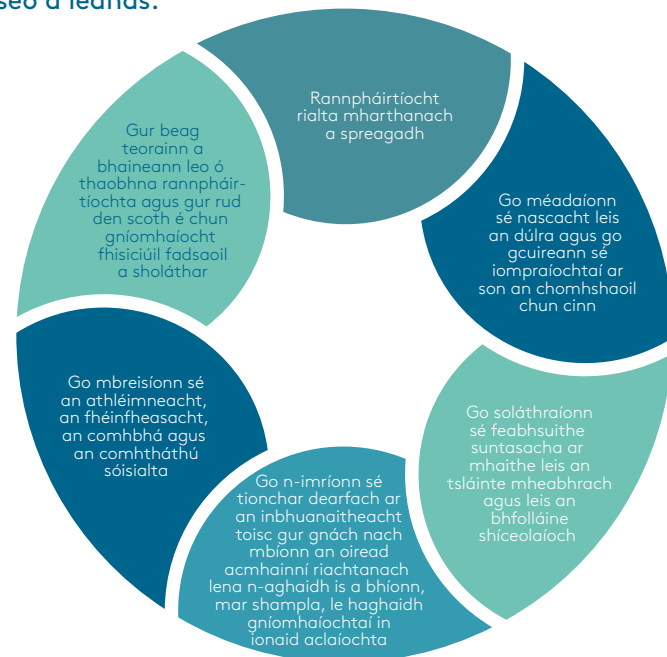 seo a leanas:
Rannpháirtíocht
rialta mharthanach
a spreagadh
Go méadaíonn
sé nascacht leis
an dúlra agus go
gcuireann sé
iompraíochtaí ar
son an chomhshaoil
chun cinn
Go soláthraíonn
sé feabhsuithe
suntasacha ar
mhaithe leis an
tsláinte mheabhrach
agus leis an
bhfolláine
shíceolaíoch
Go n-imríonn sé
tionchar dearfach ar
an inbhuanaitheacht
toisc gur gnách nach
mbíonn an oiread
acmhainní riachtanach
lena n-aghaidh is a bhíonn,
mar shampla, le haghaidh
gníomhaíochtaí in
ionaid aclaíochta
Go mbreisíonn sé
an athléimneacht,
an fhéinfheasacht,
an comhbhá agus
an comhtháthú
sóisialta
Gur beag
teorainn a
bhaineann leo ó
thaobhna rannpháir-
tíochta agus gur rud
den scoth é chun
gníomhaíocht
fhisiciúil fadsaoil
a sholáthar